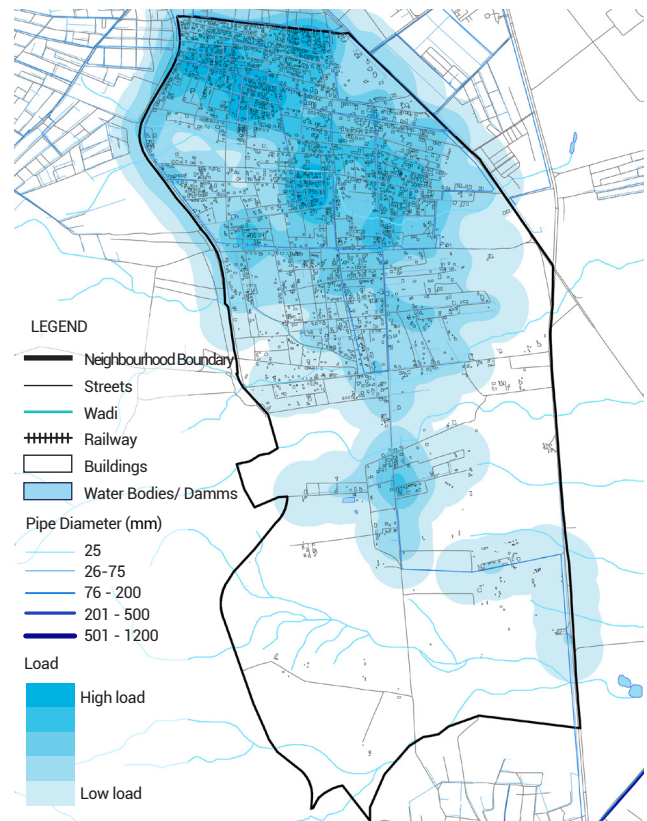 LEGEND
Neighbourhood Boundary
Streets
Wadi
Railway
Buildings
Water Bodies/ Damms
Pipe Diameter (mm)
25
26-75
76 - 200
201 - 500
501 - 1200
Load
High load
Low load